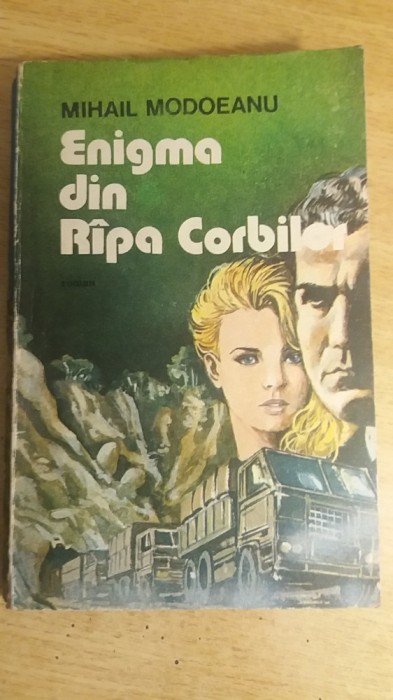 MIHAIL MODOEANU
Enigma
din
Rîpa Corbilor
roman